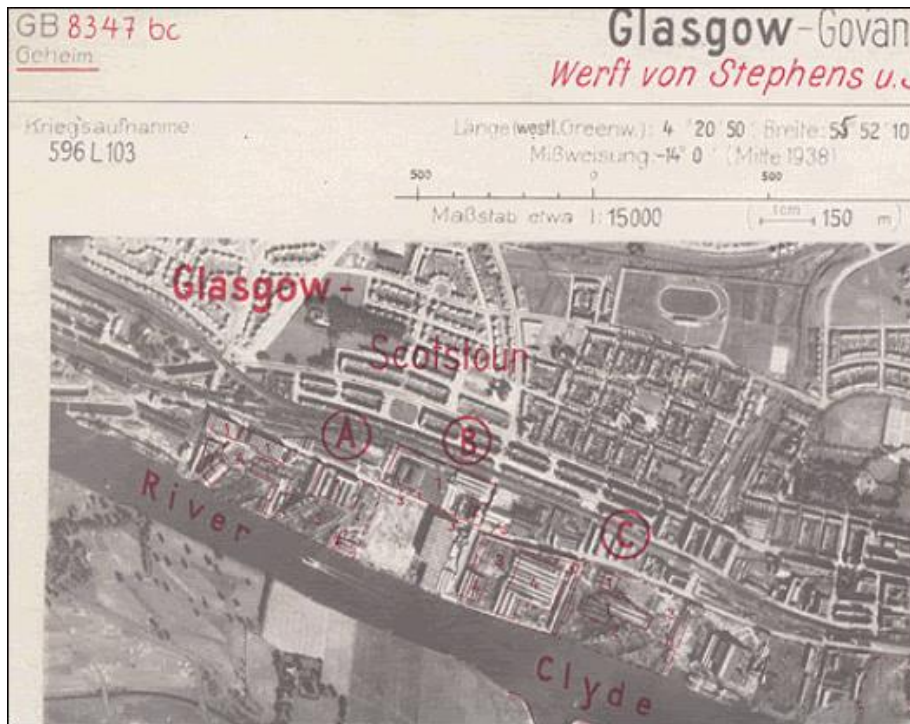 GB 8347 bc
Geheim
Glasgow-Govan
Werft von Stephens u.
Kriegsaufnahme
596 L 103
Länge (westl.Greenw.): 4° 20' 50" Breite: 55° 52' 10
Mißweisung: -14° 0' (Mitte 1938)
500 0 500
Maßstab etwa 1:15000 (1cm 150 m)
Glasgow-
Scotstoun
A B
C
River
Clyde